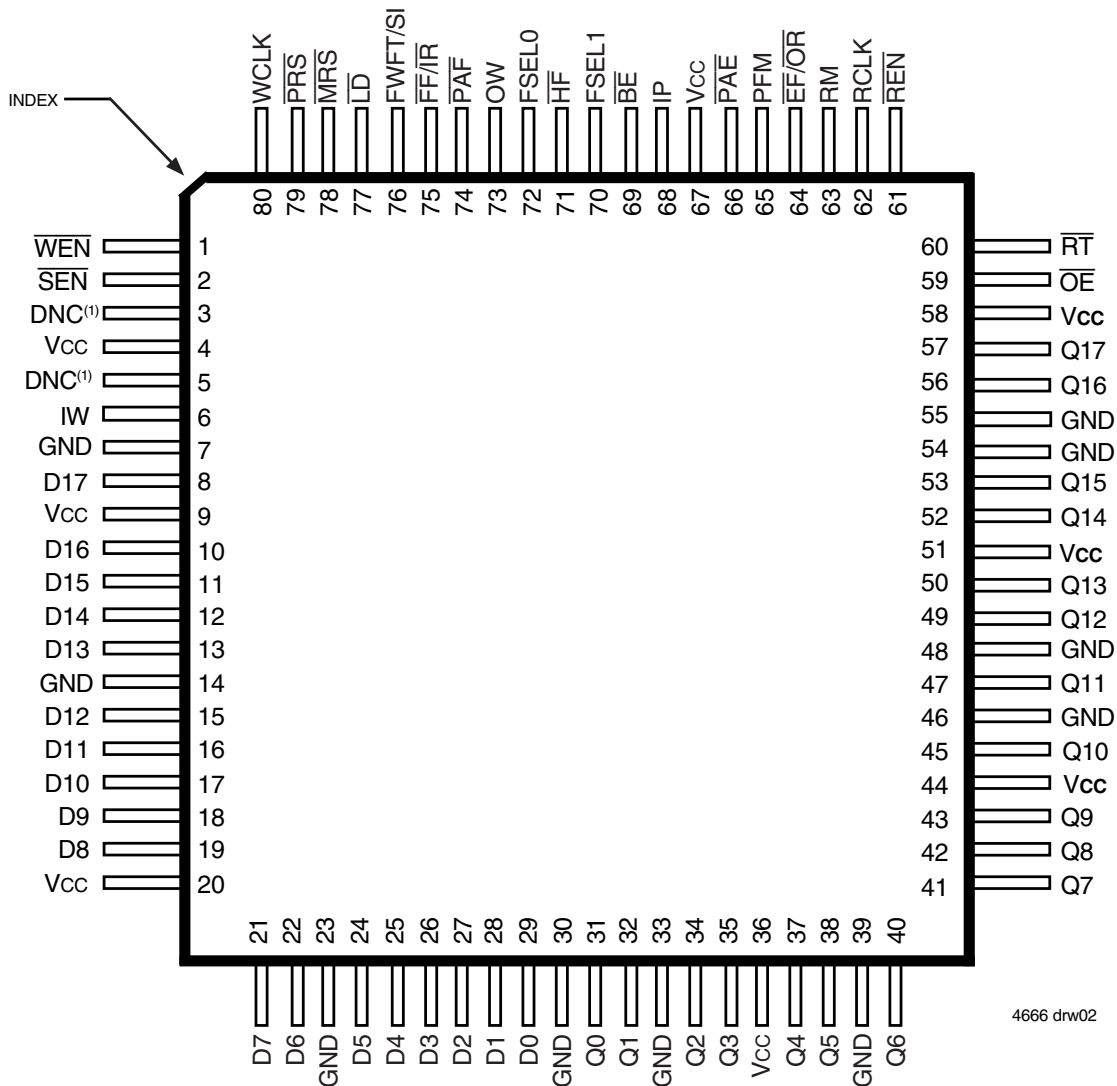 WCLK
PRS
MRS
LD
FWFT/SI
FF/IR
PAF
OW
FSEL0
HF
FSEL1
BE
IP
VCC
PAE
PFM
EF/OR
RM
RCLK
REN
INDEX
80 79 78 77 76 75 74 73 72 71 70 69 68 67 66 65 64 63 62 61
WEN 1
SEN 2
DNC(1) 3
VCC 4
DNC(1) 5
IW 6
GND 7
D17 8
VCC 9
D16 10
D15 11
D14 12
D13 13
GND 14
D12 15
D11 16
D10 17
D9 18
D8 19
VCC 20
60 RT
59 OE
58 Vcc
57 Q17
56 Q16
55 GND
54 GND
53 Q15
52 Q14
51 Vcc
50 Q13
49 Q12
48 GND
47 Q11
46 GND
45 Q10
44 Vcc
43 Q9
42 Q8
41 Q7
21 22 23 24 25 26 27 28 29 30 31 32 33 34 35 36 37 38 39 40
D7
D6
GND
D5
D4
D3
D2
D1
D0
GND
Q0
Q1
GND
Q2
Q3
VCC
Q4
Q5
GND
Q6
4666 drw02